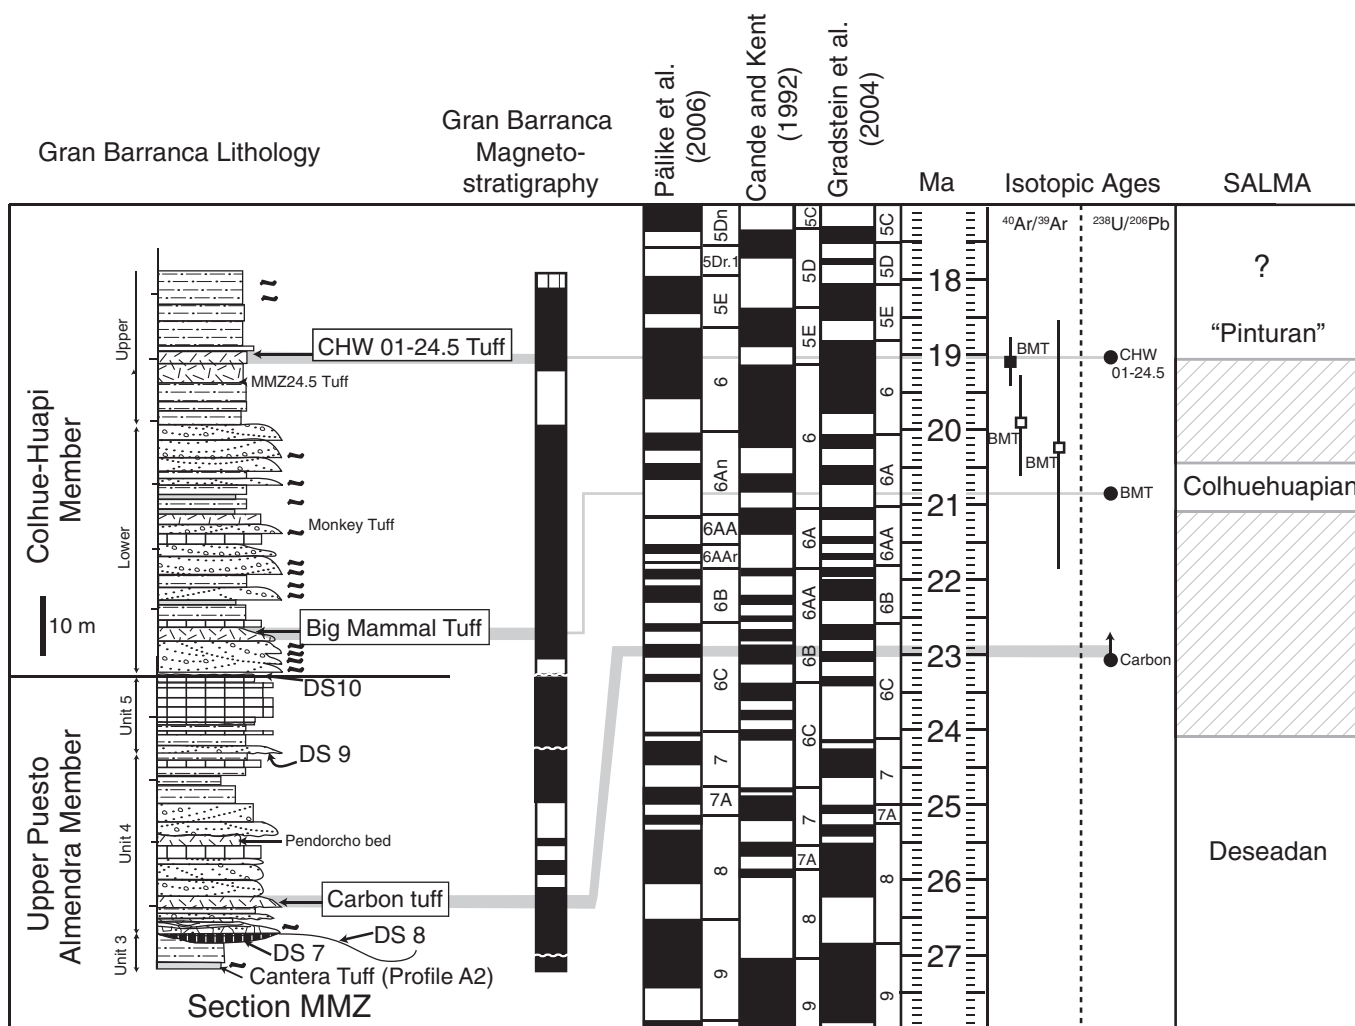 Gran Barranca Lithology
Gran Barranca
Magneto-
stratigraphy
Pälike et al.
(2006)
Cande and Kent
(1992)
Gradstein et al.
(2004)
Ma
Isotopic Ages
SALMA
40Ar/39Ar
238U/206Pb
Colhue-Huapi
Member
Upper
Lower
10 m
Upper Puesto
Almendra Member
Unit 5
Unit 4
Unit 3
CHW 01-24.5 Tuff
MMZ24.5 Tuff
Monkey Tuff
Big Mammal Tuff
DS10
DS 9
Pendorcho bed
Carbon tuff
DS 8
DS 7
Cantera Tuff (Profile A2)
Section MMZ
5Dn
5Dr.1
5E
6
6An
6AA
6AAr
6B
6C
7
7A
8
9
5C
5D
5E
6
6A
6AA
6B
6C
7
7A
8
9
5C
5D
5E
6
6A
6AA
6B
6C
7
7A
8
9
18
19
20
21
22
23
24
25
26
27
BMT
BMT
BMT
CHW
01-24.5
BMT
Carbon
?
“Pinturan”
Colhuehuapian
Deseadan